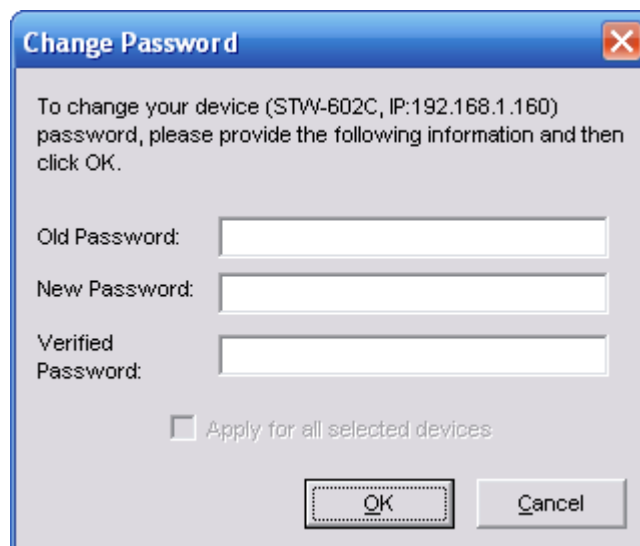 Change Password
To change your device (STW-602C, IP:192.168.1.160)
password, please provide the following information and then
click OK.
Old Password:
New Password:
Verified
Password:
Apply for all selected devices
OK
Cancel